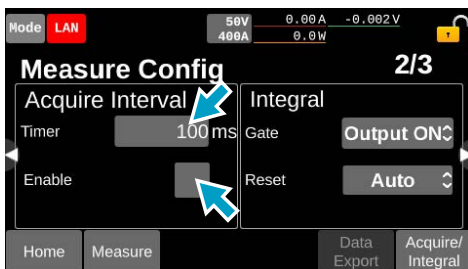 Mode LAN 50V 0.00A -0.002V
400A 0.0W
Measure Config 2/3
Acquire Interval Integral
Timer 100 ms Gate Output ON
Enable Reset Auto
Home Measure Data Export Acquire/ Integral